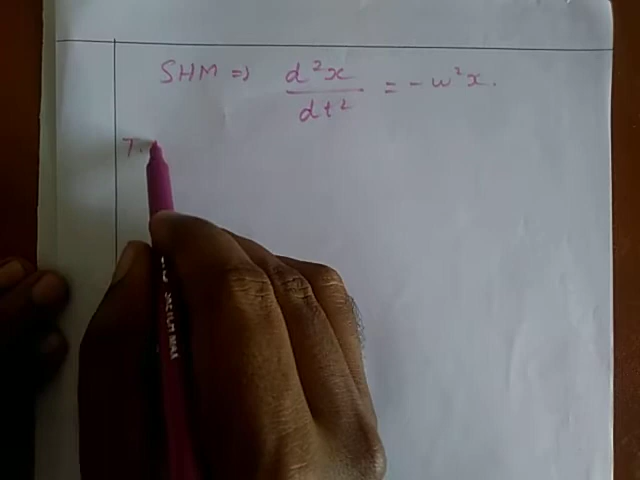 SHM => d²x/dt² = -w²x.
T.